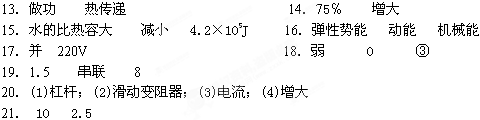 13. 做功 热传递 14. 75% 增大
15. 水的比热容大 减小 4.2×10⁵J 16. 弹性势能 动能 机械能
17. 并 220V 18. 弱 0 ③
19. 1.5 串联 8
20. (1)杠杆；(2)滑动变阻器；(3)电流；(4)增大
21. 10 2.5